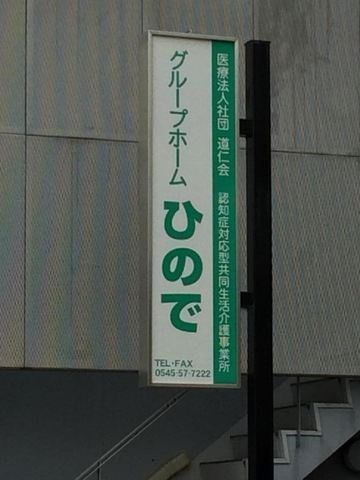 医療法人社団 道仁会 認知症対応型共同生活介護事業所
グループホーム
ひので
TEL・FAX
0545-57-7222